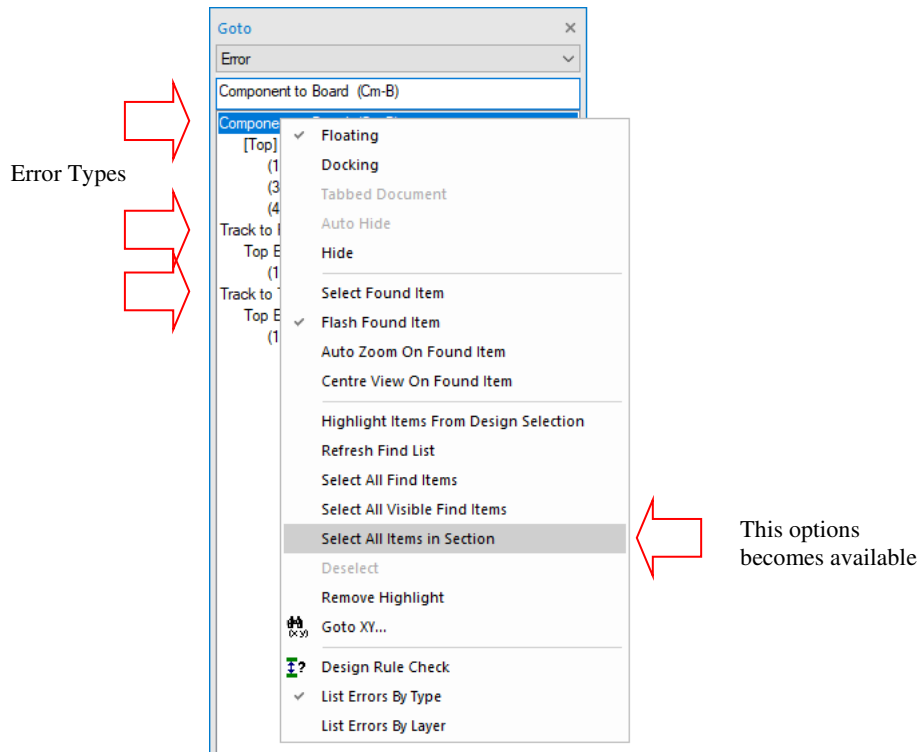 Goto
Error
Component to Board (Cm-B)
Error Types
[Top]
(1
(3
(4
Track to
Top E
(1
Track to
Top E
(1
Floating
Docking
Tabbed Document
Auto Hide
Hide
Select Found Item
Flash Found Item
Auto Zoom On Found Item
Centre View On Found Item
Highlight Items From Design Selection
Refresh Find List
Select All Find Items
Select All Visible Find Items
Select All Items in Section
Deselect
Remove Highlight
(x y) Goto XY...
? Design Rule Check
List Errors By Type
List Errors By Layer
This options
becomes available